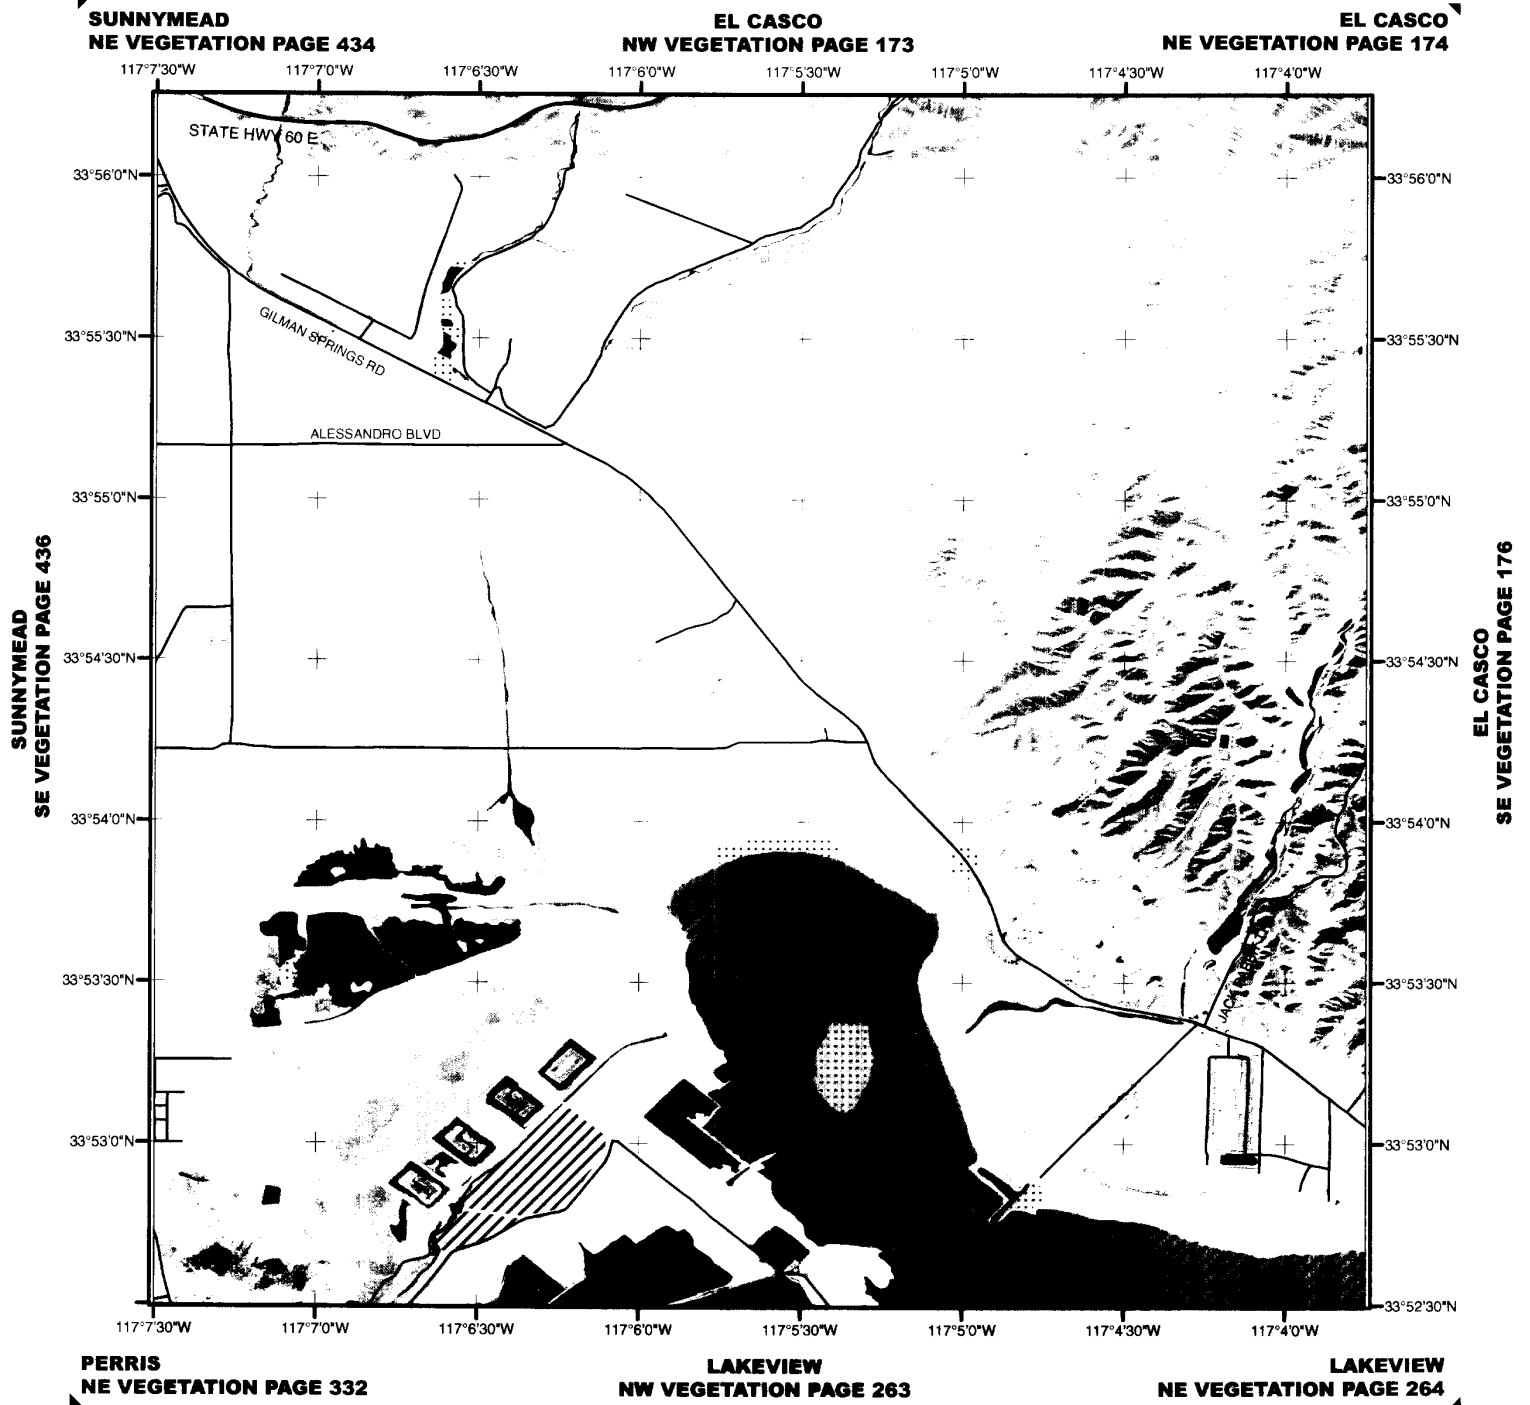 SUNNYMEAD
NE VEGETATION PAGE 434
EL CASCO
NW VEGETATION PAGE 173
EL CASCO
NE VEGETATION PAGE 174
117°7'30"W
117°7'0"W
117°6'30"W
117°6'0"W
117°5'30"W
117°5'0"W
117°4'30"W
117°4'0"W
STATE HWY 60 E
33°56'0"N
33°56'0"N
GILMAN SPRINGS RD
33°55'30"N
33°55'30"N
ALESSANDRO BLVD
33°55'0"N
33°55'0"N
SUNNYMEAD
SE VEGETATION PAGE 436
EL CASCO
SE VEGETATION PAGE 176
33°54'30"N
33°54'30"N
33°54'0"N
33°54'0"N
33°53'30"N
33°53'30"N
JACK
33°53'0"N
33°53'0"N
33°52'30"N
117°7'30"W
117°7'0"W
117°6'30"W
117°6'0"W
117°5'30"W
117°5'0"W
117°4'30"W
117°4'0"W
PERRIS
NE VEGETATION PAGE 332
LAKEVIEW
NW VEGETATION PAGE 263
LAKEVIEW
NE VEGETATION PAGE 264